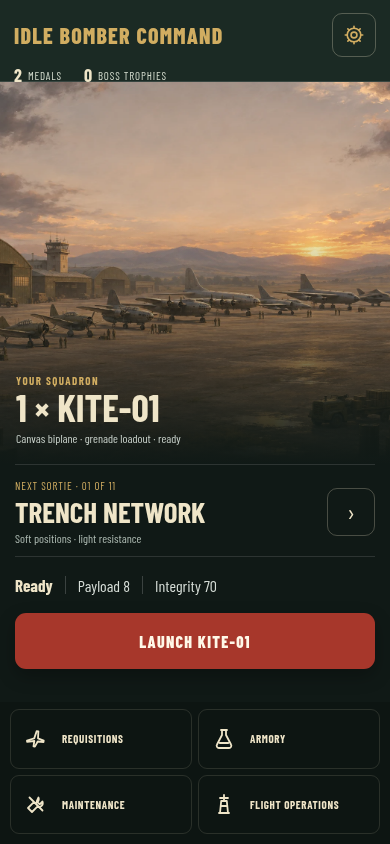 IDLE BOMBER COMMAND
2 MEDALS 0 BOSS TROPHIES
YOUR SQUADRON
1 × KITE-01
Canvas biplane · grenade loadout · ready
NEXT SORTIE · 01 OF 11
TRENCH NETWORK
Soft positions · light resistance
›
Ready Payload 8 Integrity 70
LAUNCH KITE-01
REQUISITIONS
ARMORY
MAINTENANCE
FLIGHT OPERATIONS